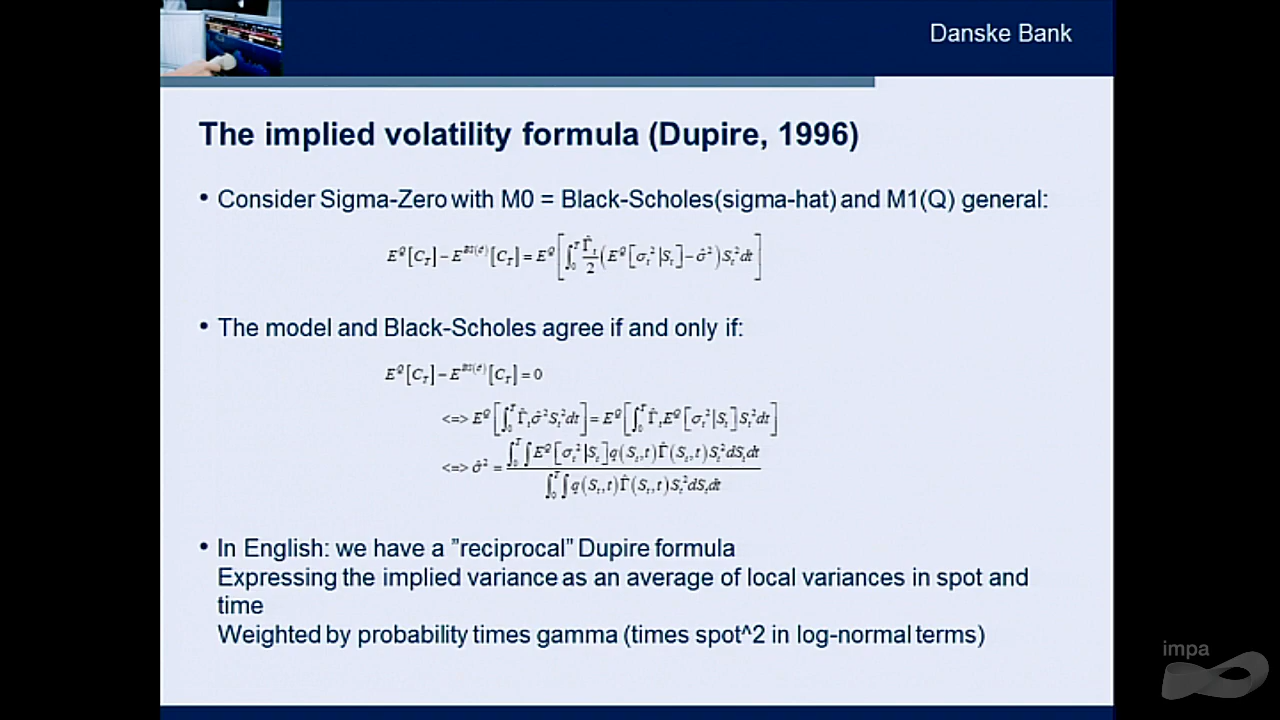 Danske Bank
The implied volatility formula (Dupire, 1996)
• Consider Sigma-Zero with M0 = Black-Scholes(sigma-hat) and M1(Q) general:
E^Q[C_T] − E^{BS(σ̂)}[C_T] = E^Q[∫_0^T Γ̂_t/2 (E^Q[σ_t^2|S_t] − σ̂^2) S_t^2 dt]
• The model and Black-Scholes agree if and only if:
E^Q[C_T] − E^{BS(σ̂)}[C_T] = 0
<=> E^Q[∫_0^T Γ̂_t σ̂^2 S_t^2 dt] = E^Q[∫_0^T Γ̂_t E^Q[σ_t^2|S_t] S_t^2 dt]
<=> σ̂^2 = ∫_0^T ∫ E^Q[σ_t^2|S_t] q(S_t,t) Γ̂(S_t,t) S_t^2 dS_t dt / ∫_0^T ∫ q(S_t,t) Γ̂(S_t,t) S_t^2 dS_t dt
• In English: we have a ”reciprocal” Dupire formula
Expressing the implied variance as an average of local variances in spot and
time
Weighted by probability times gamma (times spot^2 in log-normal terms)
impa